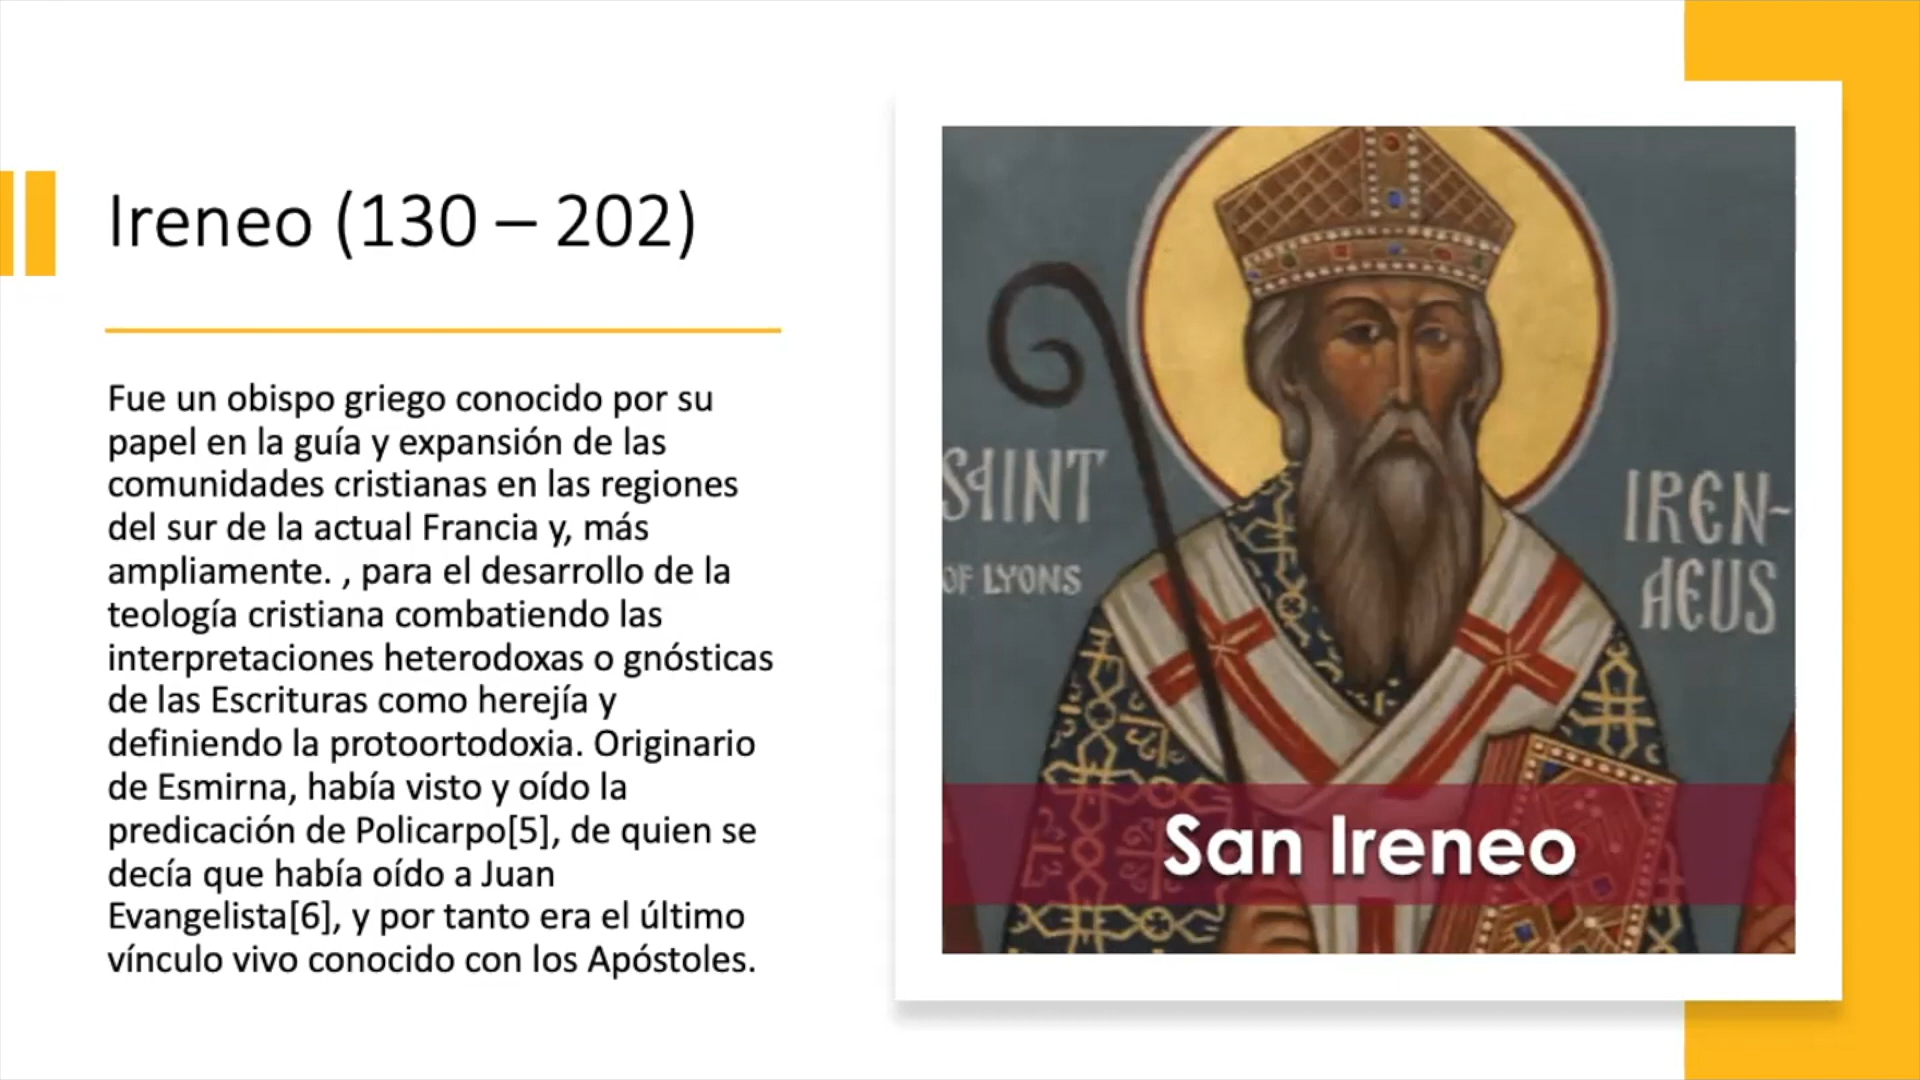 Ireneo (130 – 202)
Fue un obispo griego conocido por su
papel en la guía y expansión de las
comunidades cristianas en las regiones
del sur de la actual Francia y, más
ampliamente. , para el desarrollo de la
teología cristiana combatiendo las
interpretaciones heterodoxas o gnósticas
de las Escrituras como herejía y
definiendo la protoortodoxia. Originario
de Esmirna, había visto y oído la
predicación de Policarpo[5], de quien se
decía que había oído a Juan
Evangelista[6], y por tanto era el último
vínculo vivo conocido con los Apóstoles.
SAINT
OF LYONS
IREN-
AEUS
San Ireneo